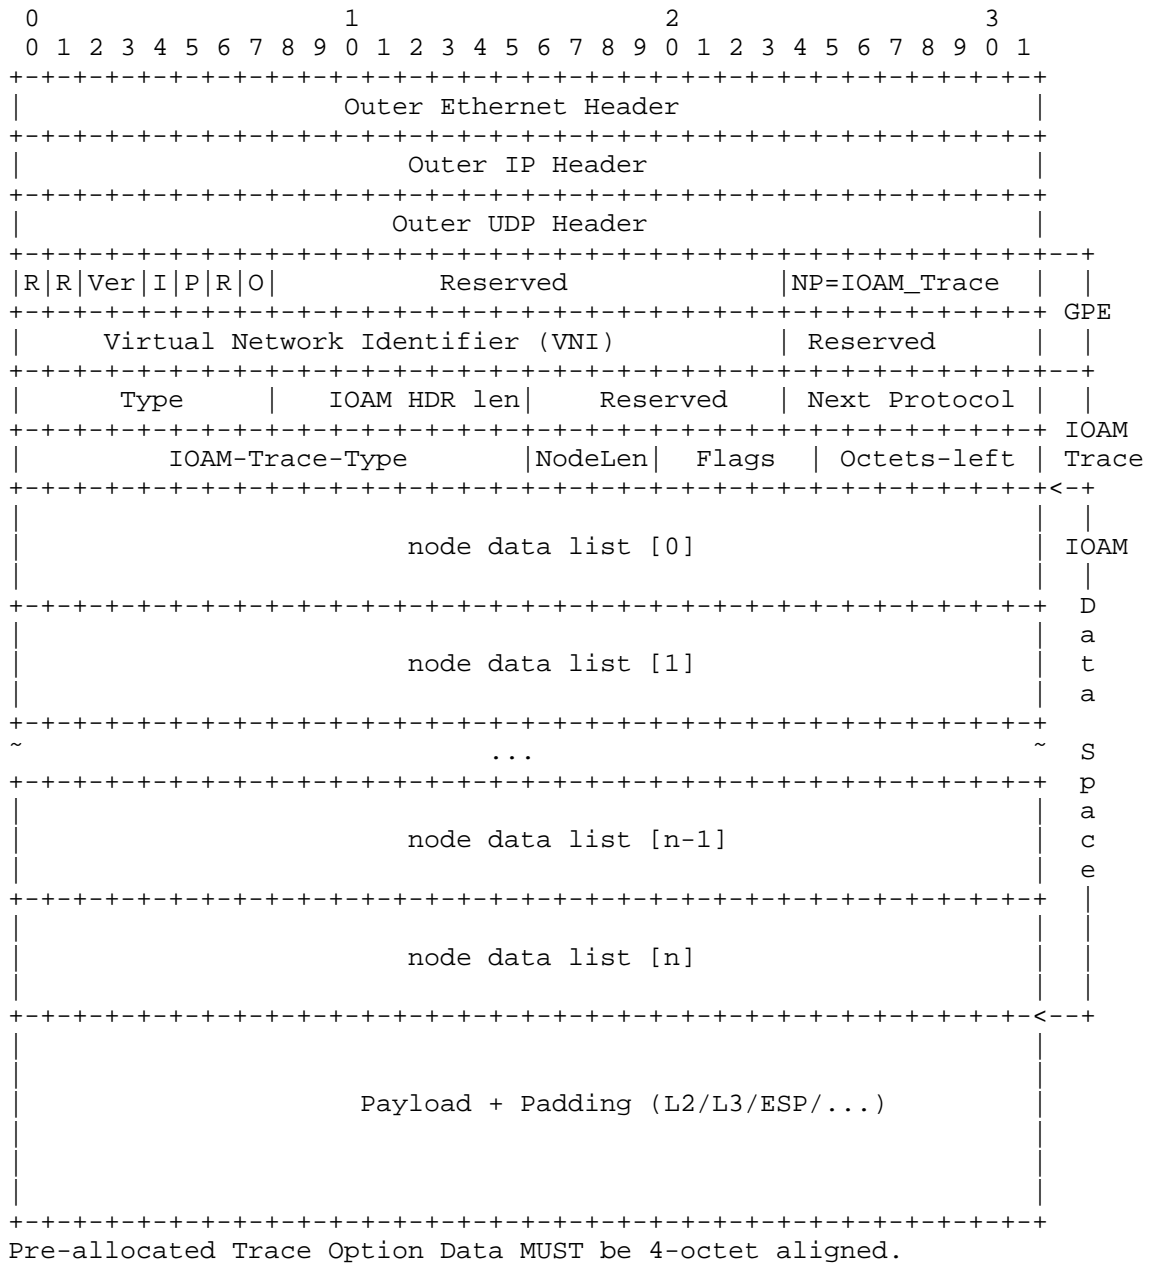 0                   1                   2                   3
 0 1 2 3 4 5 6 7 8 9 0 1 2 3 4 5 6 7 8 9 0 1 2 3 4 5 6 7 8 9 0 1
+-+-+-+-+-+-+-+-+-+-+-+-+-+-+-+-+-+-+-+-+-+-+-+-+-+-+-+-+-+-+-+-+
|                    Outer Ethernet Header                      |
+-+-+-+-+-+-+-+-+-+-+-+-+-+-+-+-+-+-+-+-+-+-+-+-+-+-+-+-+-+-+-+-+
|                        Outer IP Header                        |
+-+-+-+-+-+-+-+-+-+-+-+-+-+-+-+-+-+-+-+-+-+-+-+-+-+-+-+-+-+-+-+-+
|                       Outer UDP Header                        |
+-+-+-+-+-+-+-+-+-+-+-+-+-+-+-+-+-+-+-+-+-+-+-+-+-+-+-+-+-+-+-+-+--+
|R|R|Ver|I|P|R|O|          Reserved             |NP=IOAM_Trace  |  |
+-+-+-+-+-+-+-+-+-+-+-+-+-+-+-+-+-+-+-+-+-+-+-+-+-+-+-+-+-+-+-+-+ GPE
|     Virtual Network Identifier (VNI)          | Reserved      |  |
+-+-+-+-+-+-+-+-+-+-+-+-+-+-+-+-+-+-+-+-+-+-+-+-+-+-+-+-+-+-+-+-+--+
|      Type     |   IOAM HDR len|    Reserved   | Next Protocol |  |
+-+-+-+-+-+-+-+-+-+-+-+-+-+-+-+-+-+-+-+-+-+-+-+-+-+-+-+-+-+-+-+-+ IOAM
|         IOAM-Trace-Type       |NodeLen|  Flags  | Octets-left | Trace
+-+-+-+-+-+-+-+-+-+-+-+-+-+-+-+-+-+-+-+-+-+-+-+-+-+-+-+-+-+-+-+-+<-+
|                                                               |  |
|                        node data list [0]                     | IOAM
|                                                               |  |
+-+-+-+-+-+-+-+-+-+-+-+-+-+-+-+-+-+-+-+-+-+-+-+-+-+-+-+-+-+-+-+-+  D
|                                                               |  a
|                        node data list [1]                     |  t
|                                                               |  a
+-+-+-+-+-+-+-+-+-+-+-+-+-+-+-+-+-+-+-+-+-+-+-+-+-+-+-+-+-+-+-+-+
~                             ...                               ~  S
+-+-+-+-+-+-+-+-+-+-+-+-+-+-+-+-+-+-+-+-+-+-+-+-+-+-+-+-+-+-+-+-+  p
|                                                               |  a
|                        node data list [n-1]                   |  c
|                                                               |  e
+-+-+-+-+-+-+-+-+-+-+-+-+-+-+-+-+-+-+-+-+-+-+-+-+-+-+-+-+-+-+-+-+  |
|                                                               |  |
|                        node data list [n]                     |  |
|                                                               |  |
+-+-+-+-+-+-+-+-+-+-+-+-+-+-+-+-+-+-+-+-+-+-+-+-+-+-+-+-+-+-+-+-<--+
|                                                               |
|                                                               |
|                     Payload + Padding (L2/L3/ESP/...)         |
|                                                               |
|                                                               |
|                                                               |
+-+-+-+-+-+-+-+-+-+-+-+-+-+-+-+-+-+-+-+-+-+-+-+-+-+-+-+-+-+-+-+-+
Pre-allocated Trace Option Data MUST be 4-octet aligned.